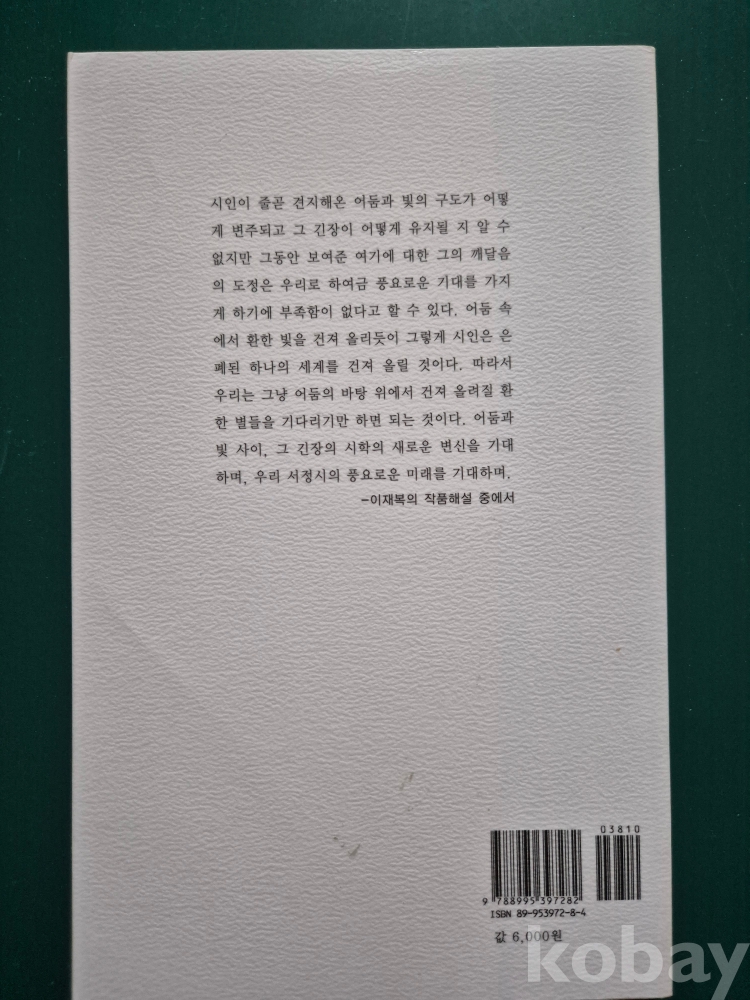 시인이 줄곧 견지해온 어둠과 빛의 구도가 어떻
게 변주되고 그 긴장이 어떻게 유지될 지 알 수
없지만 그동안 보여준 여기에 대한 그의 깨달음
의 도정은 우리로 하여금 풍요로운 기대를 가지
게 하기에 부족함이 없다고 할 수 있다. 어둠 속
에서 환한 빛을 건져 올리듯이 그렇게 시인은 은
폐된 하나의 세계를 건져 올릴 것이다. 따라서
우리는 그냥 어둠의 바탕 위에서 건져 올려질 환
한 별들을 기다리기만 하면 되는 것이다. 어둠과
빛 사이, 그 긴장의 시학의 새로운 변신을 기대
하며, 우리 서정시의 풍요로운 미래를 기대하며.
-이재복의 작품해설 중에서
03810
9 788995 397282
ISBN 89-953972-8-4
값 6,000원
kobay